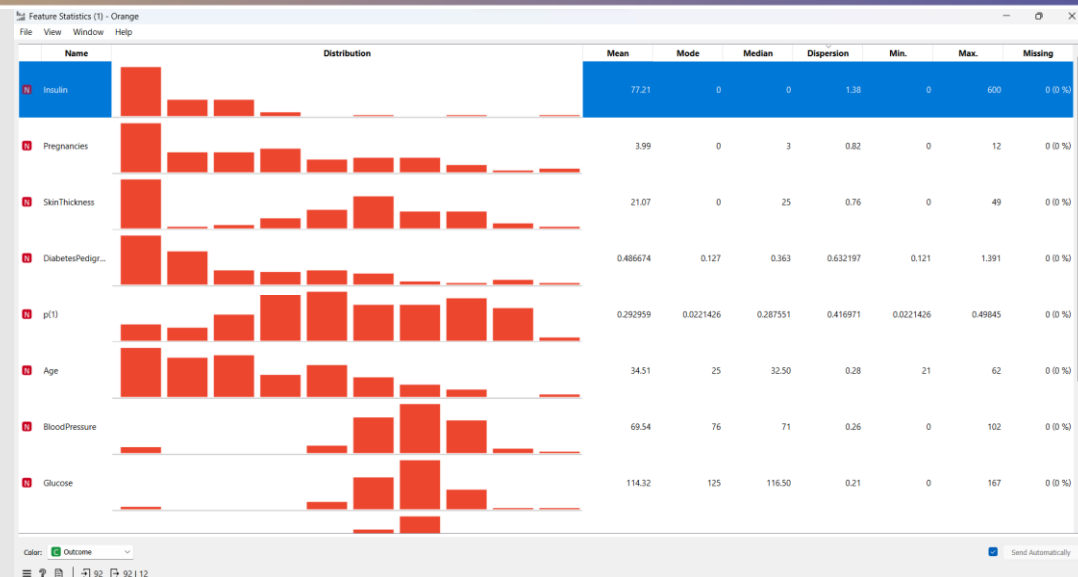 Feature Statistics (1) - Orange
File View Window Help
Name Distribution Mean Mode Median Dispersion Min. Max. Missing
N Insulin 77.21 0 0 1.38 0 600 0 (0 %)
N Pregnancies 3.99 0 3 0.82 0 12 0 (0 %)
N SkinThickness 21.07 0 25 0.76 0 49 0 (0 %)
N DiabetesPedigr... 0.486674 0.127 0.363 0.632197 0.121 1.391 0 (0 %)
N p(1) 0.292959 0.0221426 0.287551 0.416971 0.0221426 0.49845 0 (0 %)
N Age 34.51 25 32.50 0.28 21 62 0 (0 %)
N BloodPressure 69.54 76 71 0.26 0 102 0 (0 %)
N Glucose 114.32 125 116.50 0.21 0 167 0 (0 %)
Color: C Outcome Send Automatically
? 92 92 | 12